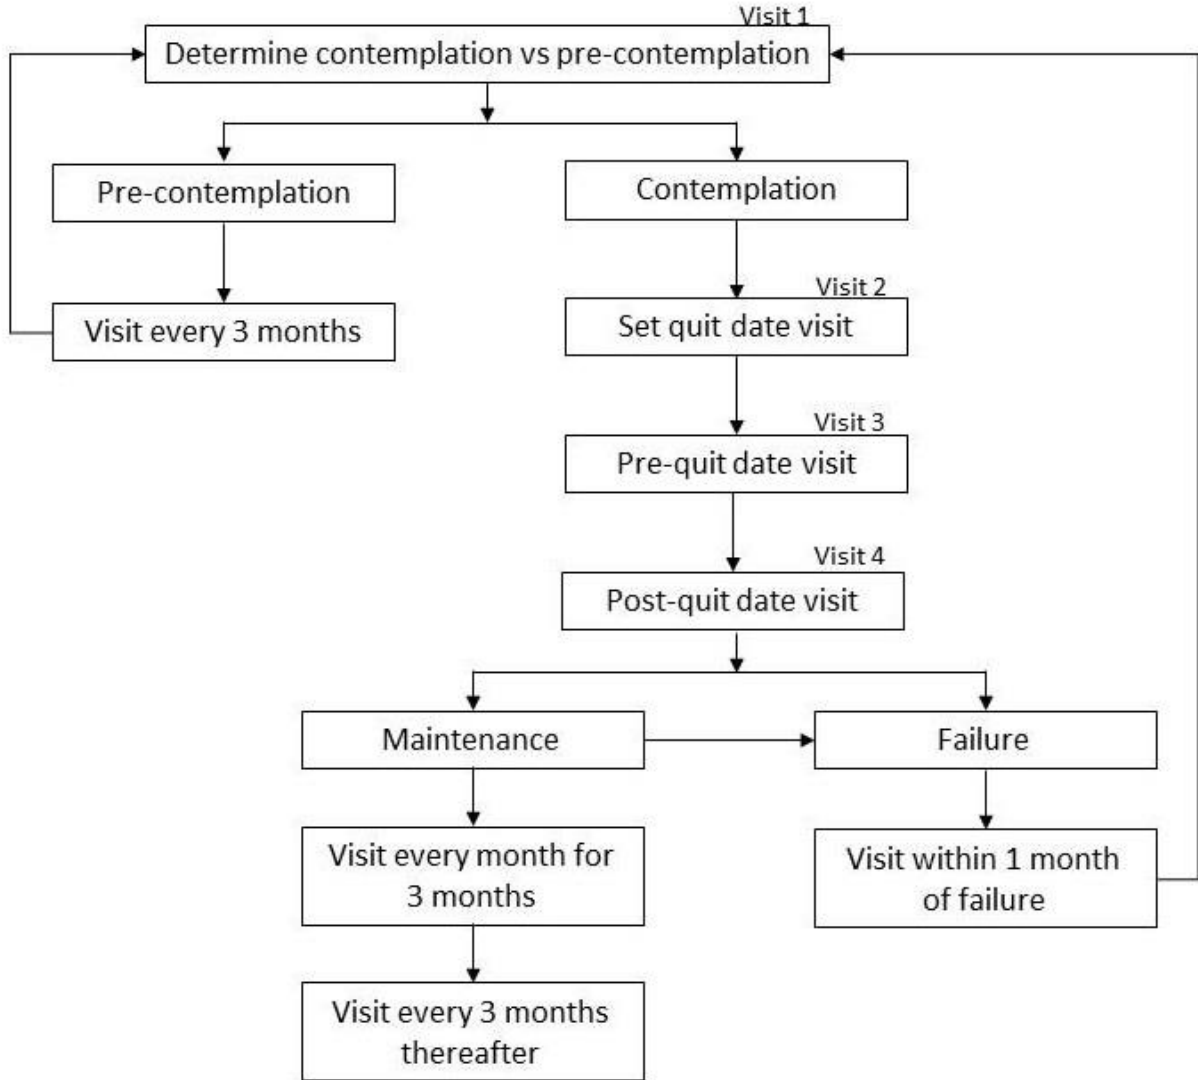 Visit 1
Determine contemplation vs pre-contemplation
Pre-contemplation
Contemplation
Visit every 3 months
Visit 2
Set quit date visit
Visit 3
Pre-quit date visit
Visit 4
Post-quit date visit
Maintenance
Failure
Visit every month for
3 months
Visit within 1 month
of failure
Visit every 3 months
thereafter